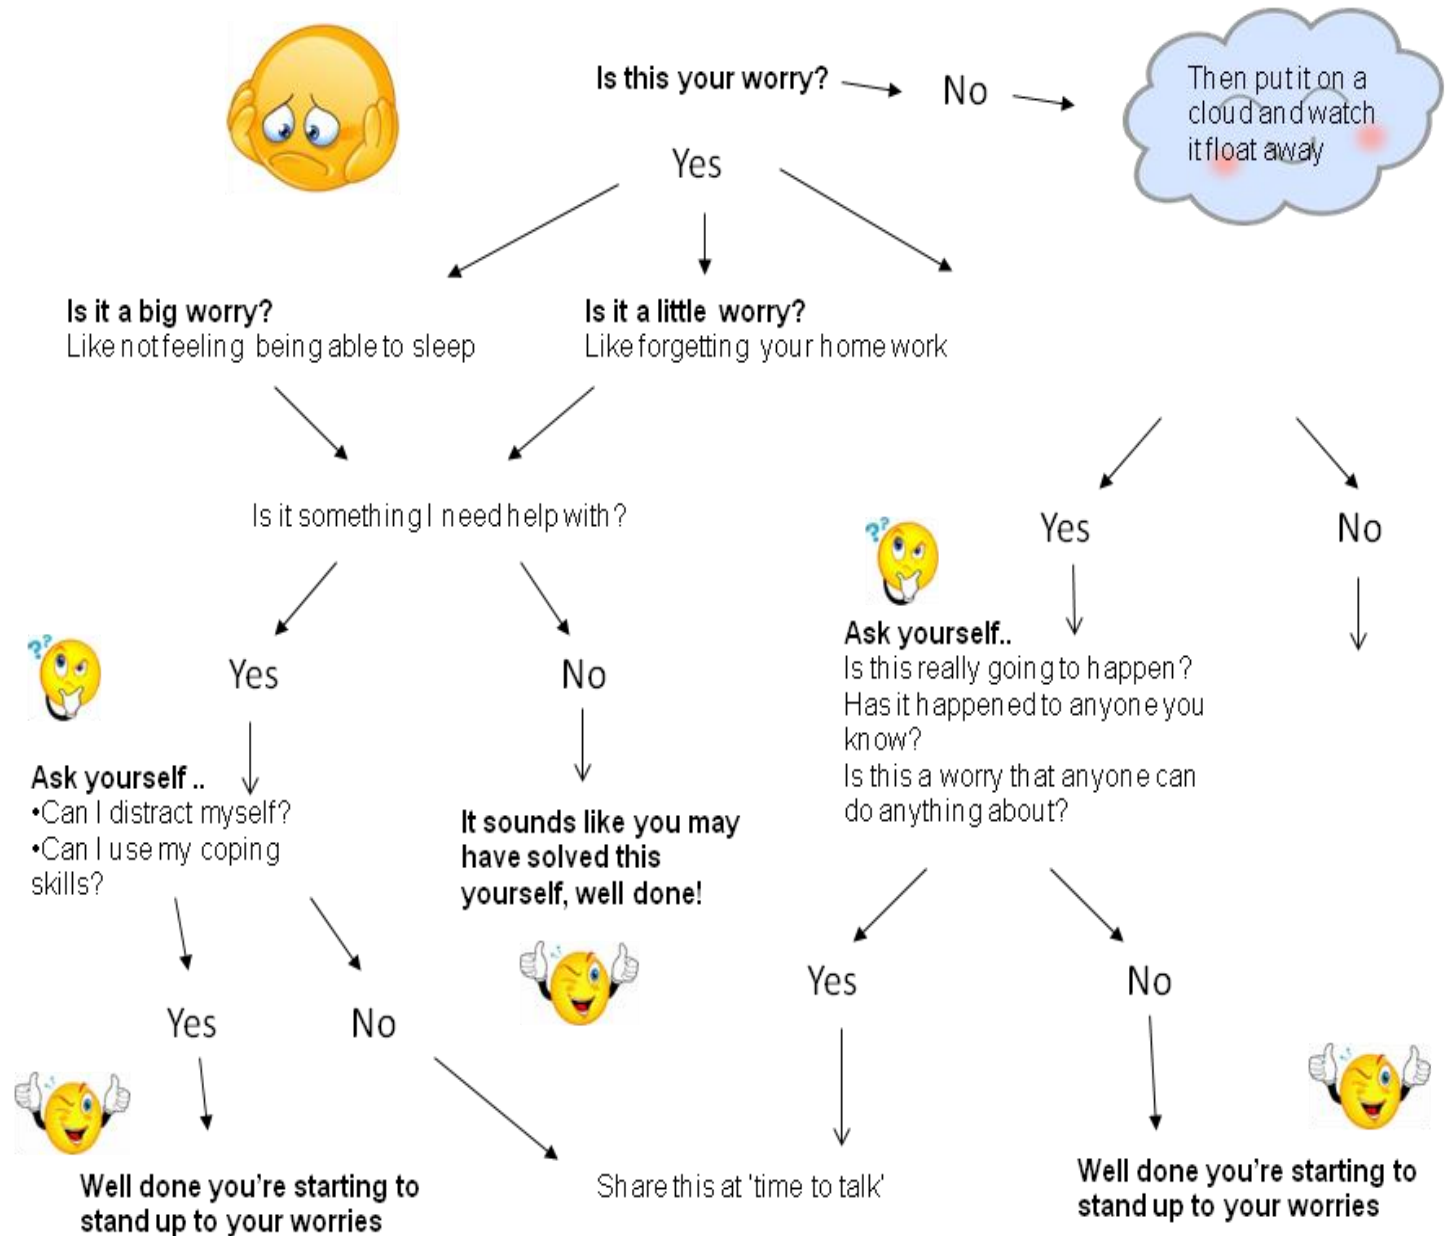 Is this your worry?
No
Then put it on a
cloud and watch
it float away
Yes
Is it a big worry?
Like not feeling being able to sleep
Is it a little worry?
Like forgetting your home work
Is it something I need help with?
Yes
No
Ask yourself ..
•Can I distract myself?
•Can I use my coping
skills?
It sounds like you may
have solved this
yourself, well done!
Yes
No
Well done you're starting to
stand up to your worries
Share this at 'time to talk'
Yes
No
??
Ask yourself..
Is this really going to happen?
Has it happened to anyone you
know?
Is this a worry that anyone can
do anything about?
Yes
No
Well done you're starting to
stand up to your worries
??